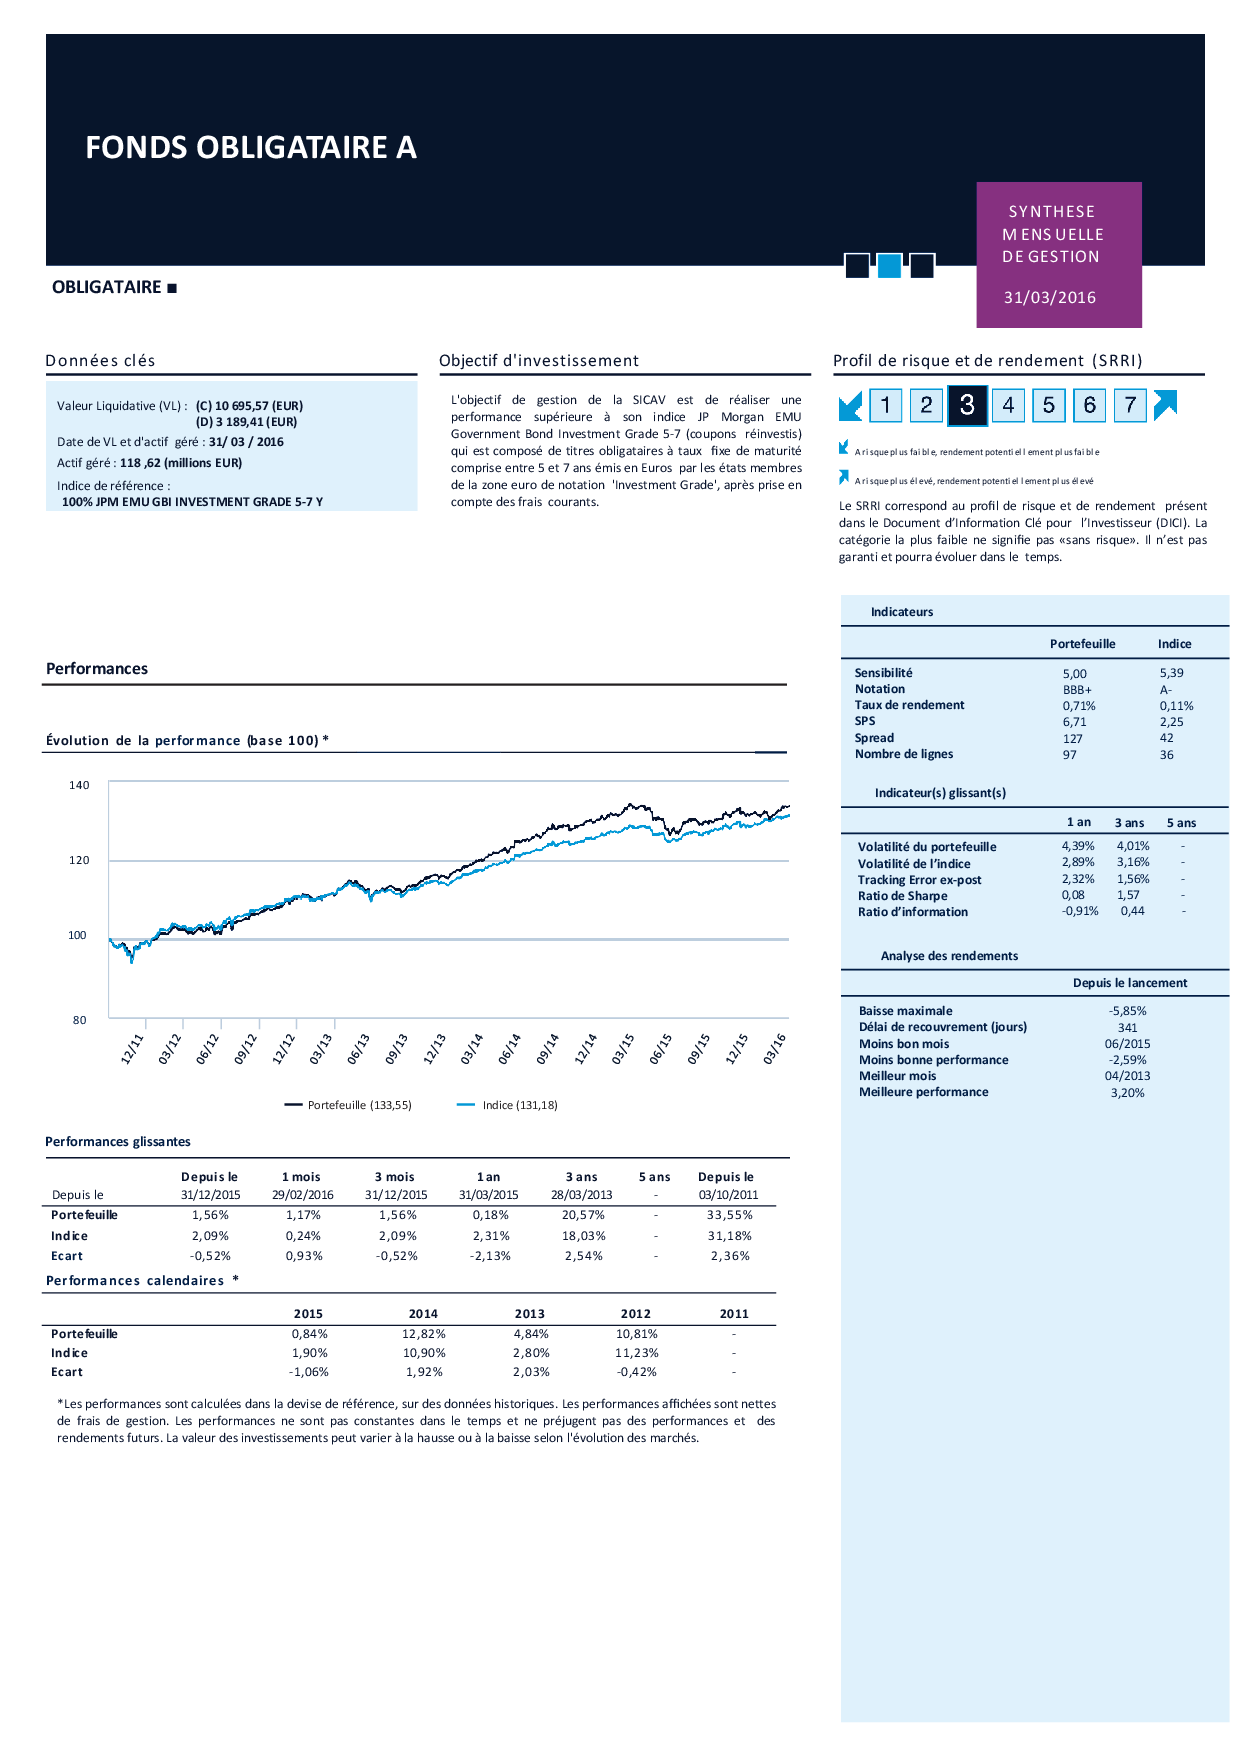 FONDS OBLIGATAIRE A
SYNTHESE
MENSUELLE
DE GESTION
31/03/2016
OBLIGATAIRE ■
Données clés
Valeur Liquidative (VL) : (C) 10 695,57 (EUR)
(D) 3 189,41 (EUR)
Date de VL et d'actif géré : 31/ 03 / 2016
Actif géré : 118 ,62 (millions EUR)
Indice de référence :
100% JPM EMU GBI INVESTMENT GRADE 5-7 Y
Objectif d'investissement
L'objectif de gestion de la SICAV est de réaliser une
performance supérieure à son indice JP Morgan EMU
Government Bond Investment Grade 5-7 (coupons réinvestis)
qui est composé de titres obligataires à taux fixe de maturité
comprise entre 5 et 7 ans émis en Euros par les états membres
de la zone euro de notation 'Investment Grade', après prise en
compte des frais courants.
Profil de risque et de rendement (SRRI)
1 2 3 4 5 6 7
A risque plus faible, rendement potentiellement plus faible
A risque plus élevé, rendement potentiellement plus élevé
Le SRRI correspond au profil de risque et de rendement présent
dans le Document d’Information Clé pour l’Investisseur (DICI). La
catégorie la plus faible ne signifie pas «sans risque». Il n’est pas
garanti et pourra évoluer dans le temps.
Performances
Évolution de la performance (base 100) *
140
120
100
80
12/11 03/12 06/12 09/12 12/12 03/13 06/13 09/13 12/13 03/14 06/14 09/14 12/14 03/15 06/15 09/15 12/15 03/16
Portefeuille (133,55) Indice (131,18)
Performances glissantes
Depuis le 1 mois 3 mois 1 an 3 ans 5 ans Depuis le
Depuis le 31/12/2015 29/02/2016 31/12/2015 31/03/2015 28/03/2013 - 03/10/2011
Portefeuille 1,56% 1,17% 1,56% 0,18% 20,57% - 33,55%
Indice 2,09% 0,24% 2,09% 2,31% 18,03% - 31,18%
Ecart -0,52% 0,93% -0,52% -2,13% 2,54% - 2,36%
Performances calendaires *
2015 2014 2013 2012 2011
Portefeuille 0,84% 12,82% 4,84% 10,81% -
Indice 1,90% 10,90% 2,80% 11,23% -
Ecart -1,06% 1,92% 2,03% -0,42% -
*Les performances sont calculées dans la devise de référence, sur des données historiques. Les performances affichées sont nettes
de frais de gestion. Les performances ne sont pas constantes dans le temps et ne préjugent pas des performances et des
rendements futurs. La valeur des investissements peut varier à la hausse ou à la baisse selon l'évolution des marchés.
Indicateurs
Portefeuille Indice
Sensibilité 5,00 5,39
Notation BBB+ A-
Taux de rendement 0,71% 0,11%
SPS 6,71 2,25
Spread 127 42
Nombre de lignes 97 36
Indicateur(s) glissant(s)
1 an 3 ans 5 ans
Volatilité du portefeuille 4,39% 4,01% -
Volatilité de l’indice 2,89% 3,16% -
Tracking Error ex-post 2,32% 1,56% -
Ratio de Sharpe 0,08 1,57 -
Ratio d’information -0,91% 0,44 -
Analyse des rendements
Depuis le lancement
Baisse maximale -5,85%
Délai de recouvrement (jours) 341
Moins bon mois 06/2015
Moins bonne performance -2,59%
Meilleur mois 04/2013
Meilleure performance 3,20%